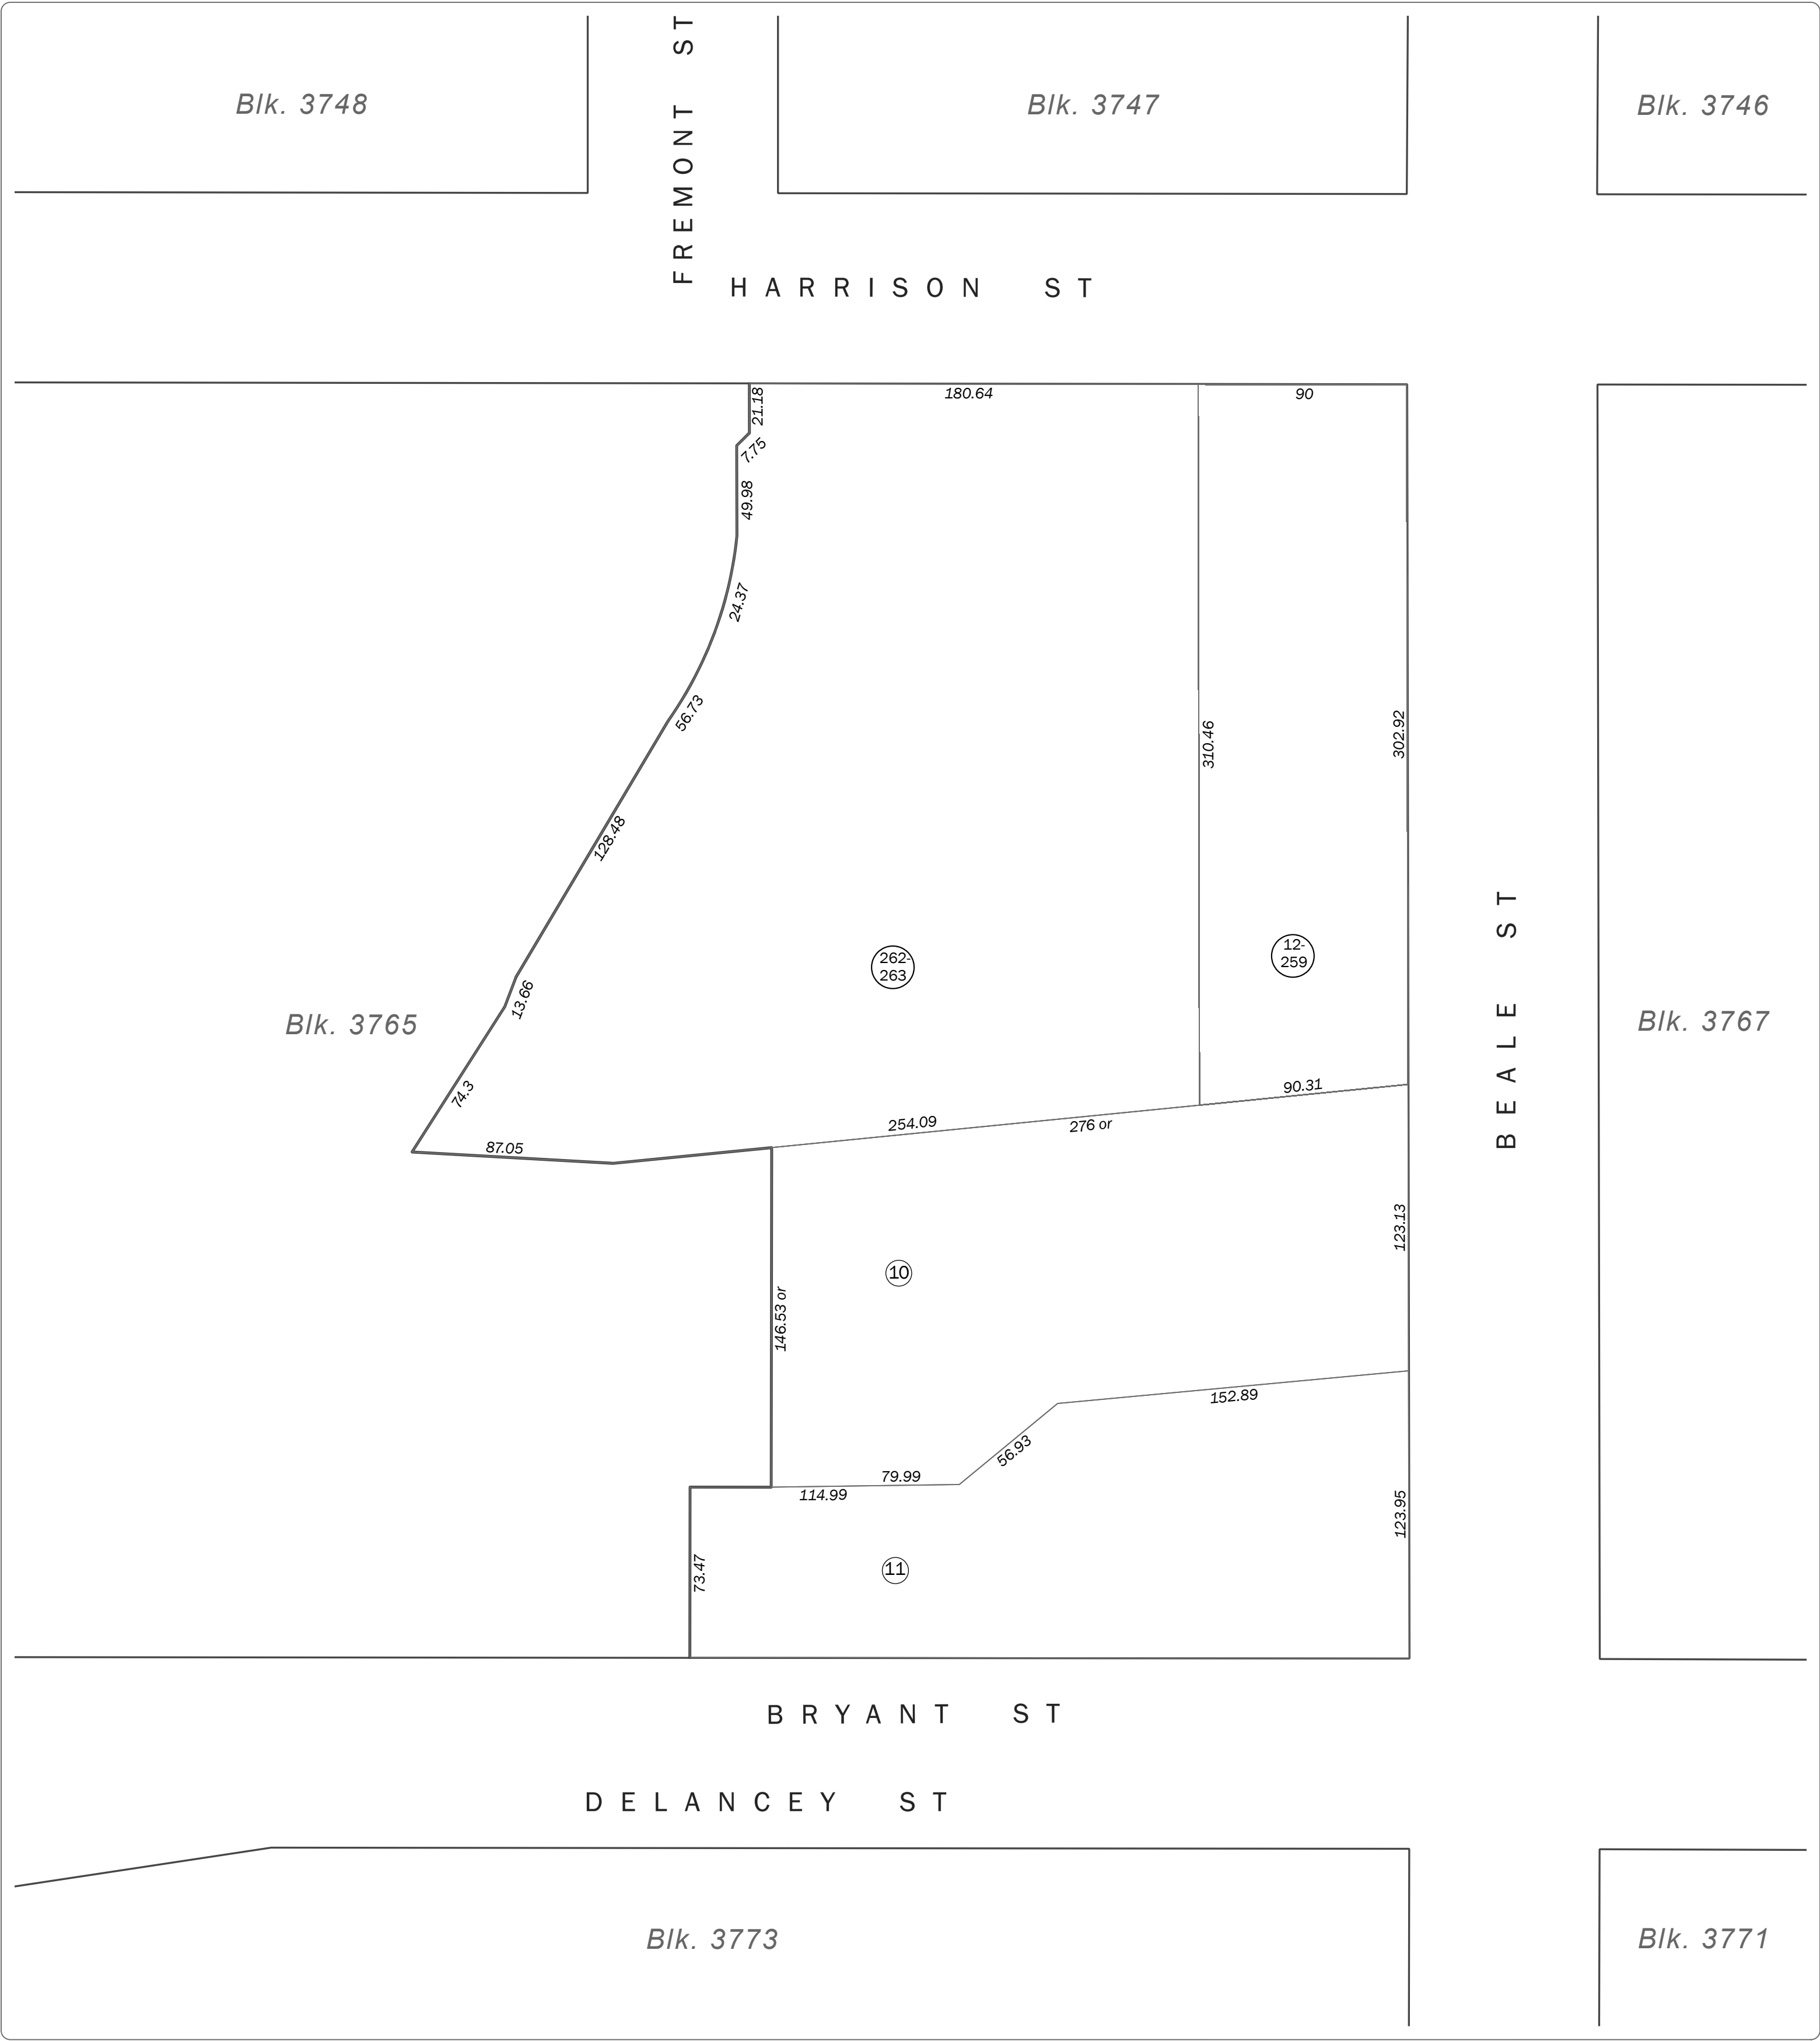 FREMONT ST
Blk. 3748
Blk. 3747
Blk. 3746
HARRISON ST
21.18
180.64
90
7.75
49.98
24.37
56.73
310.46
302.92
128.48
262-
263
12-
259
13.66
Blk. 3765
BEALE ST
Blk. 3767
74.3
87.05
254.09
276 or
90.31
123.13
10
146.53 or
152.89
56.93
79.99
114.99
123.95
11
73.47
BRYANT ST
DELANCEY ST
Blk. 3773
Blk. 3771